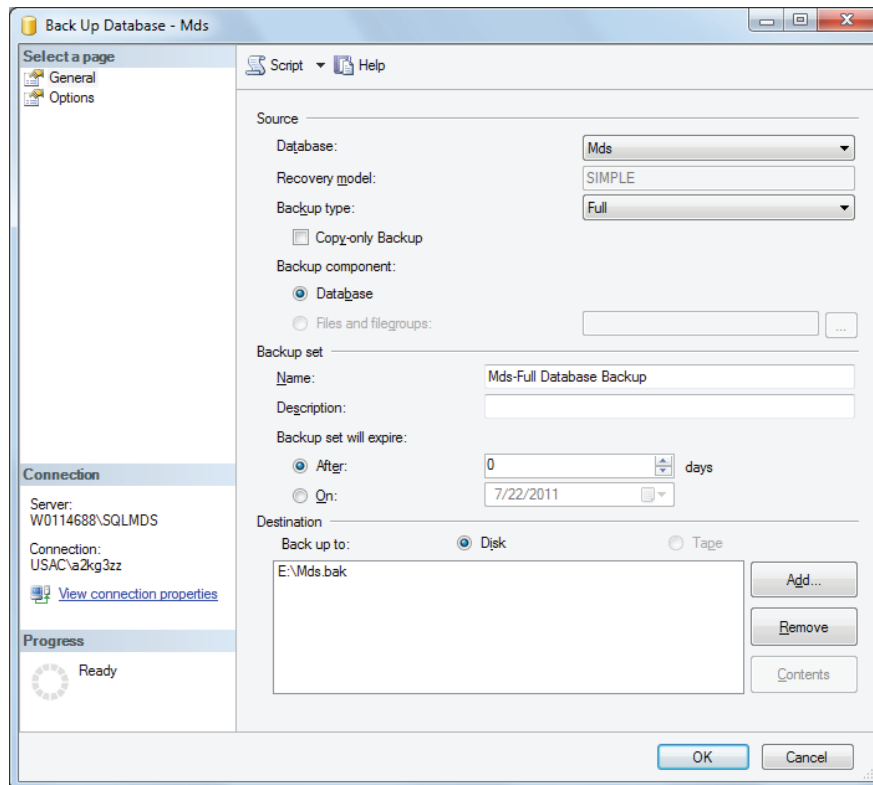 Back Up Database - Mds
Select a page
General
Options
Script Help
Source
Database: Mds
Recovery model: SIMPLE
Backup type: Full
Copy-only Backup
Backup component:
Database
Files and filegroups: ...
Backup set
Name: Mds-Full Database Backup
Description:
Backup set will expire:
After: 0 days
On: 7/22/2011
Destination
Back up to: Disk Tape
E:\Mds.bak
Add...
Remove
Contents
Connection
Server:
W0114688\SQLMDS
Connection:
USAC\a2kg3zz
View connection properties
Progress
Ready
OK Cancel